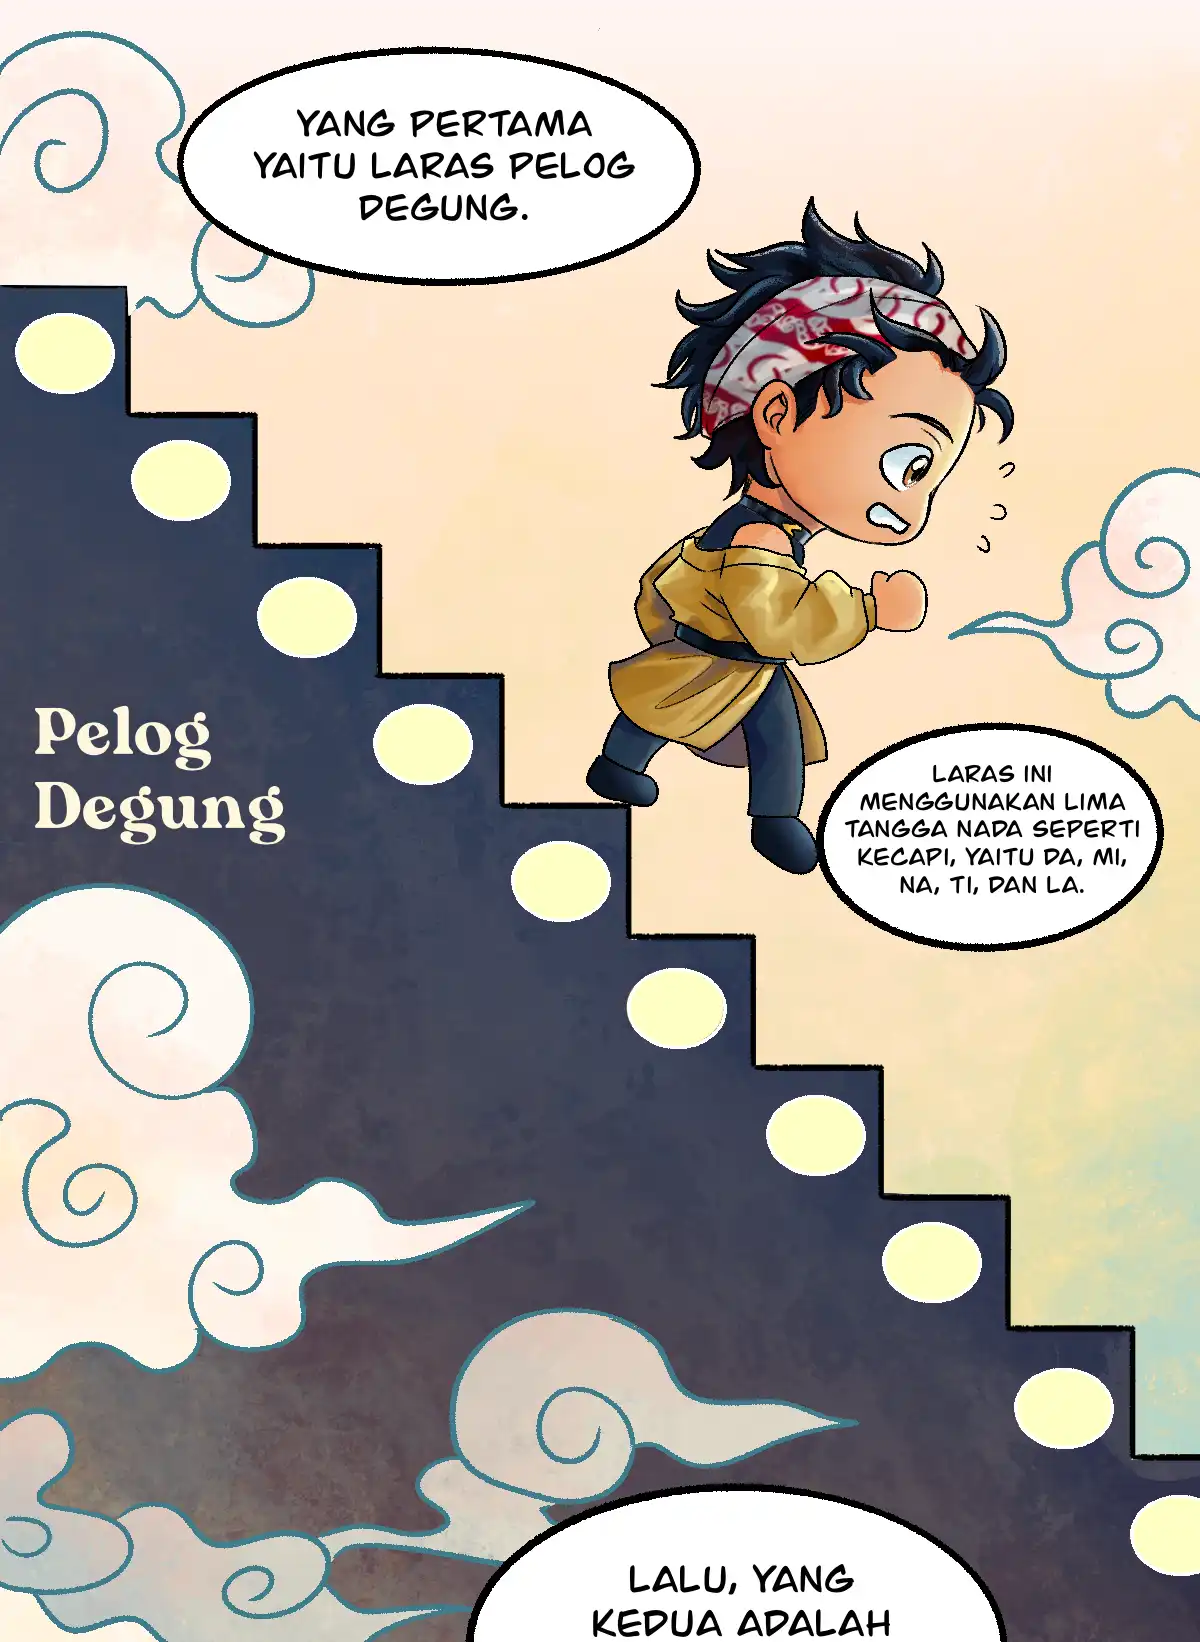 YANG PERTAMA
YAITU LARAS PELOG
DEGUNG.
Pelog
Degung
LARAS INI
MENGGUNAKAN LIMA
TANGGA NADA SEPERTI
KECAPI, YAITU DA, MI,
NA, TI, DAN LA.
LALU, YANG
KEDUA ADALAH